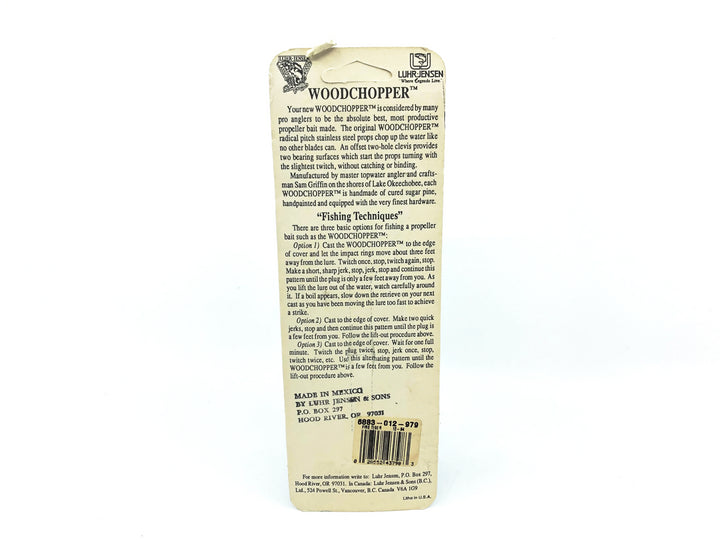 LUHR-JENSEN
LUHR-JENSEN
Where Legends Live
WOODCHOPPER™
Your new WOODCHOPPER™ is considered by many
pro anglers to be the absolute best, most productive
propeller bait made. The original WOODCHOPPER™
radical pitch stainless steel props chop up the water like
no other blades can. An offset two-hole clevis provides
two bearing surfaces which start the props turning with
the slightest twitch, without catching or binding.
Manufactured by master topwater angler and crafts-
man Sam Griffin on the shores of Lake Okeechobee, each
WOODCHOPPER™ is handmade of cured sugar pine,
handpainted and equipped with the very finest hardware.
"Fishing Techniques"
There are three basic options for fishing a propeller
bait such as the WOODCHOPPER™:
Option 1) Cast the WOODCHOPPER™ to the edge
of cover and let the impact rings move about three feet
away from the lure. Twitch once, stop, twitch again, stop.
Make a short, sharp jerk, stop, jerk, stop and continue this
pattern until the plug is only a few feet away from you. As
you lift the lure out of the water, watch carefully around
it. If a boil appears, slow down the retrieve on your next
cast as you have been moving the lure too fast to achieve
a strike.
Option 2) Cast to the edge of cover. Make two quick
jerks, stop and then continue this pattern until the plug is
a few feet from you. Follow the lift-out procedure above.
Option 3) Cast to the edge of cover. Wait for one full
minute. Twitch the plug twice, stop, jerk once, stop,
twitch twice, etc. Use this alternating pattern until the
WOODCHOPPER™ is a few feet from you. Follow the
lift-out procedure above.
MADE IN MEXICO
BY LUHR JENSEN & SONS
P.O. BOX 297
HOOD RIVER, OR 97031
6883-012-979
For more information write to: Luhr Jensen, P.O. Box 297,
Hood River, OR 97031. In Canada: Luhr Jensen & Sons (B.C.),
Ltd., 524 Powell St., Vancouver, B.C. Canada V6A 1G9
Litho in U.S.A.